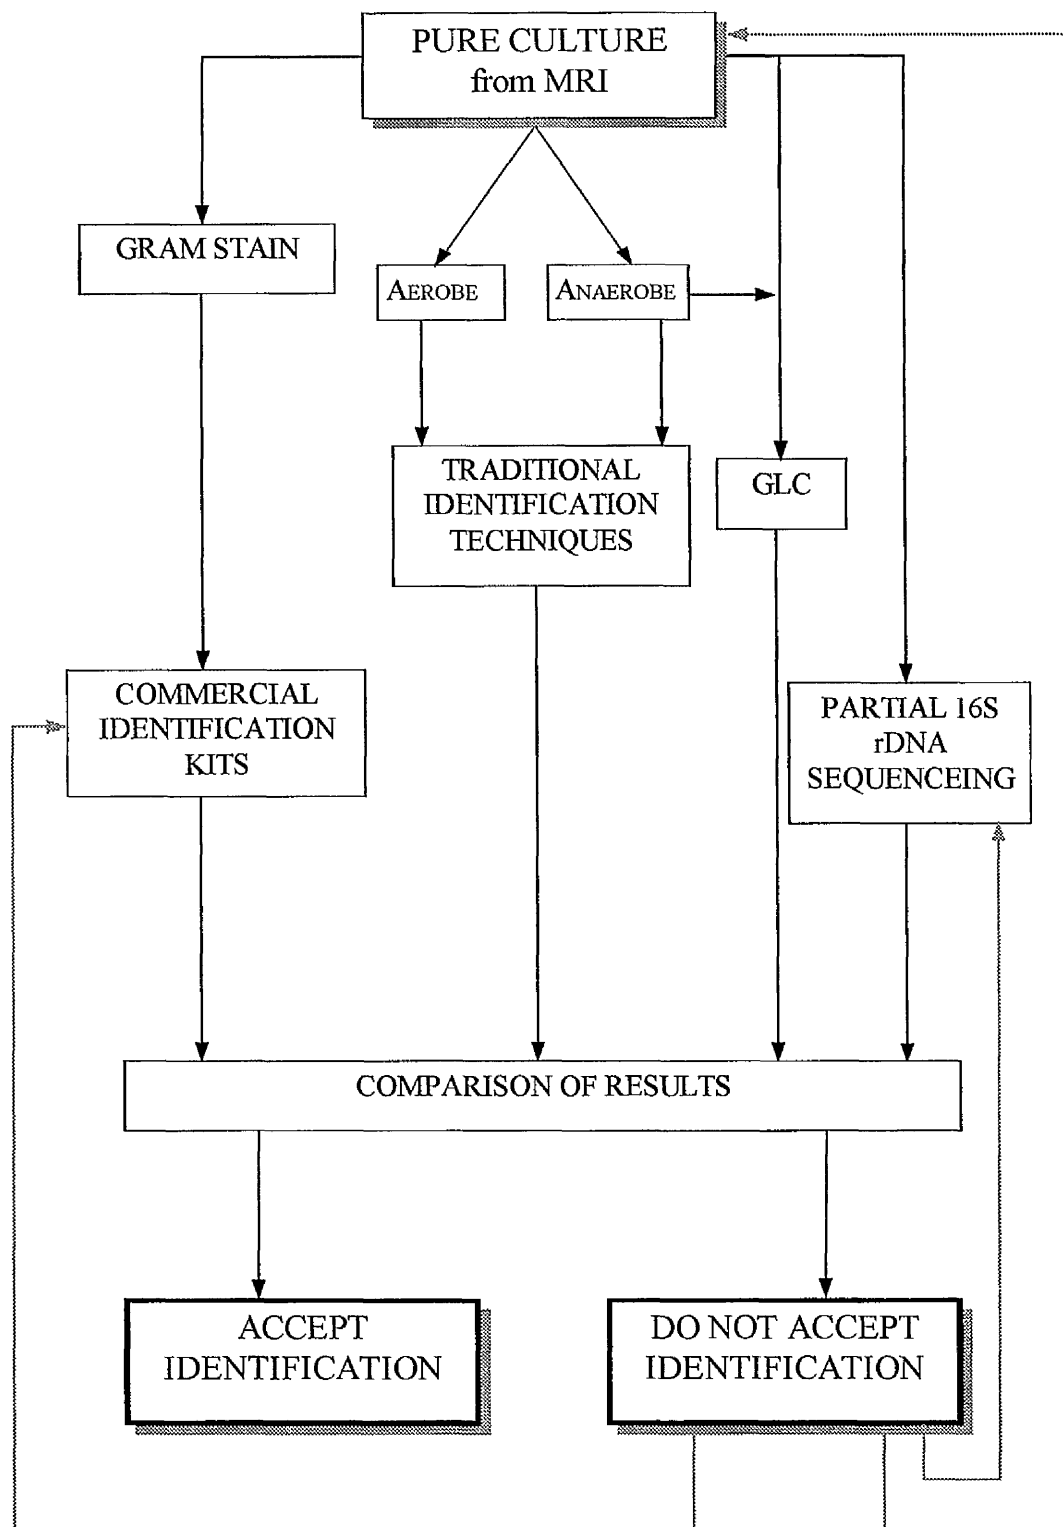 PURE CULTURE
from MRI
GRAM STAIN
AEROBE
ANAEROBE
TRADITIONAL
IDENTIFICATION
TECHNIQUES
GLC
COMMERCIAL
IDENTIFICATION
KITS
PARTIAL 16S
rDNA
SEQUENCEING
COMPARISON OF RESULTS
ACCEPT
IDENTIFICATION
DO NOT ACCEPT
IDENTIFICATION